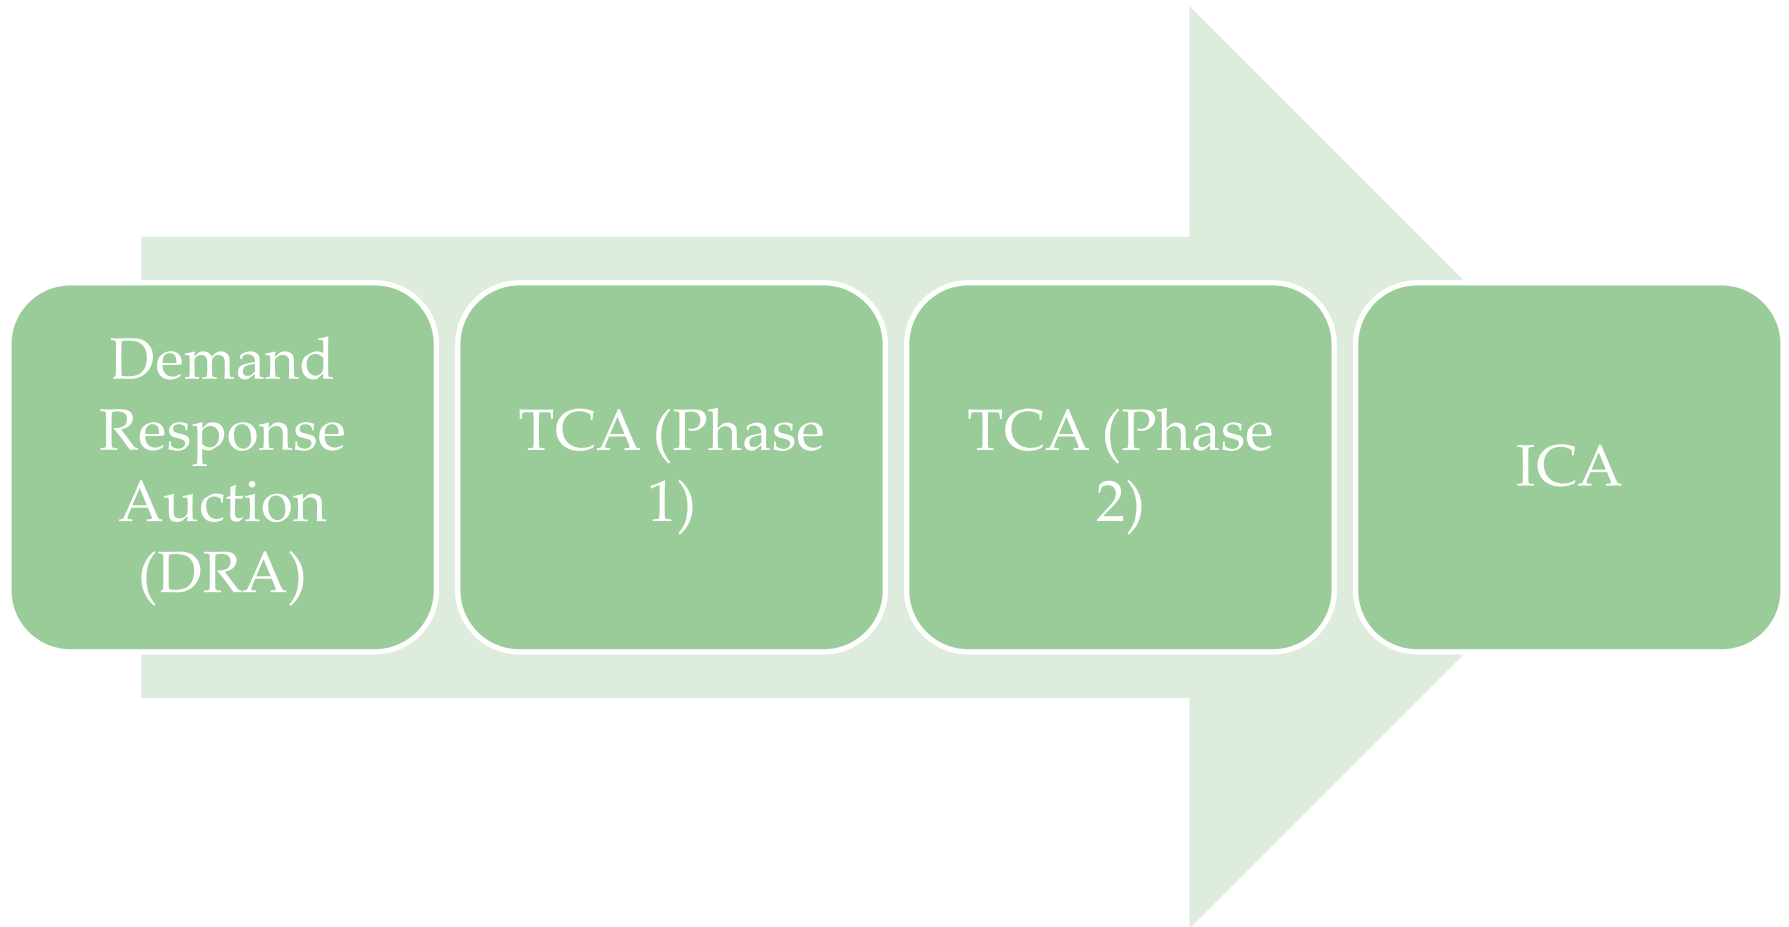 Demand
Response
Auction
(DRA)
TCA (Phase
1)
TCA (Phase
2)
ICA